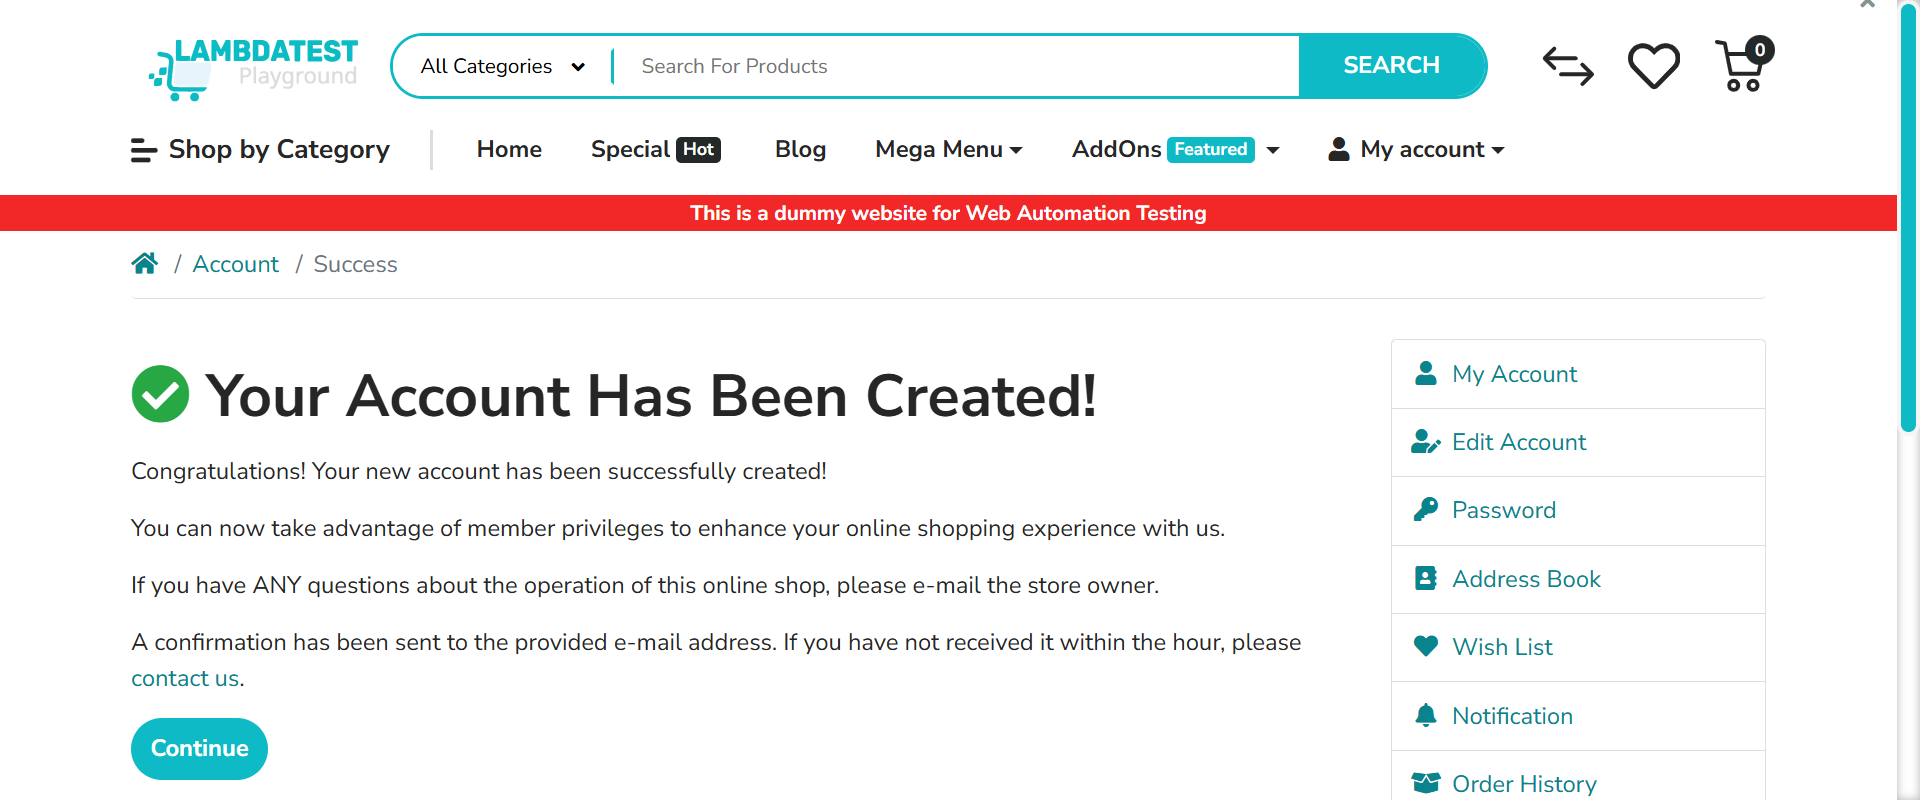 LAMBDATEST
Playground
All Categories
Search For Products
SEARCH
0
Shop by Category
Home
Special Hot
Blog
Mega Menu
AddOns Featured
My account
This is a dummy website for Web Automation Testing
/ Account / Success
Your Account Has Been Created!
Congratulations! Your new account has been successfully created!
You can now take advantage of member privileges to enhance your online shopping experience with us.
If you have ANY questions about the operation of this online shop, please e-mail the store owner.
A confirmation has been sent to the provided e-mail address. If you have not received it within the hour, please
contact us.
Continue
My Account
Edit Account
Password
Address Book
Wish List
Notification
Order History